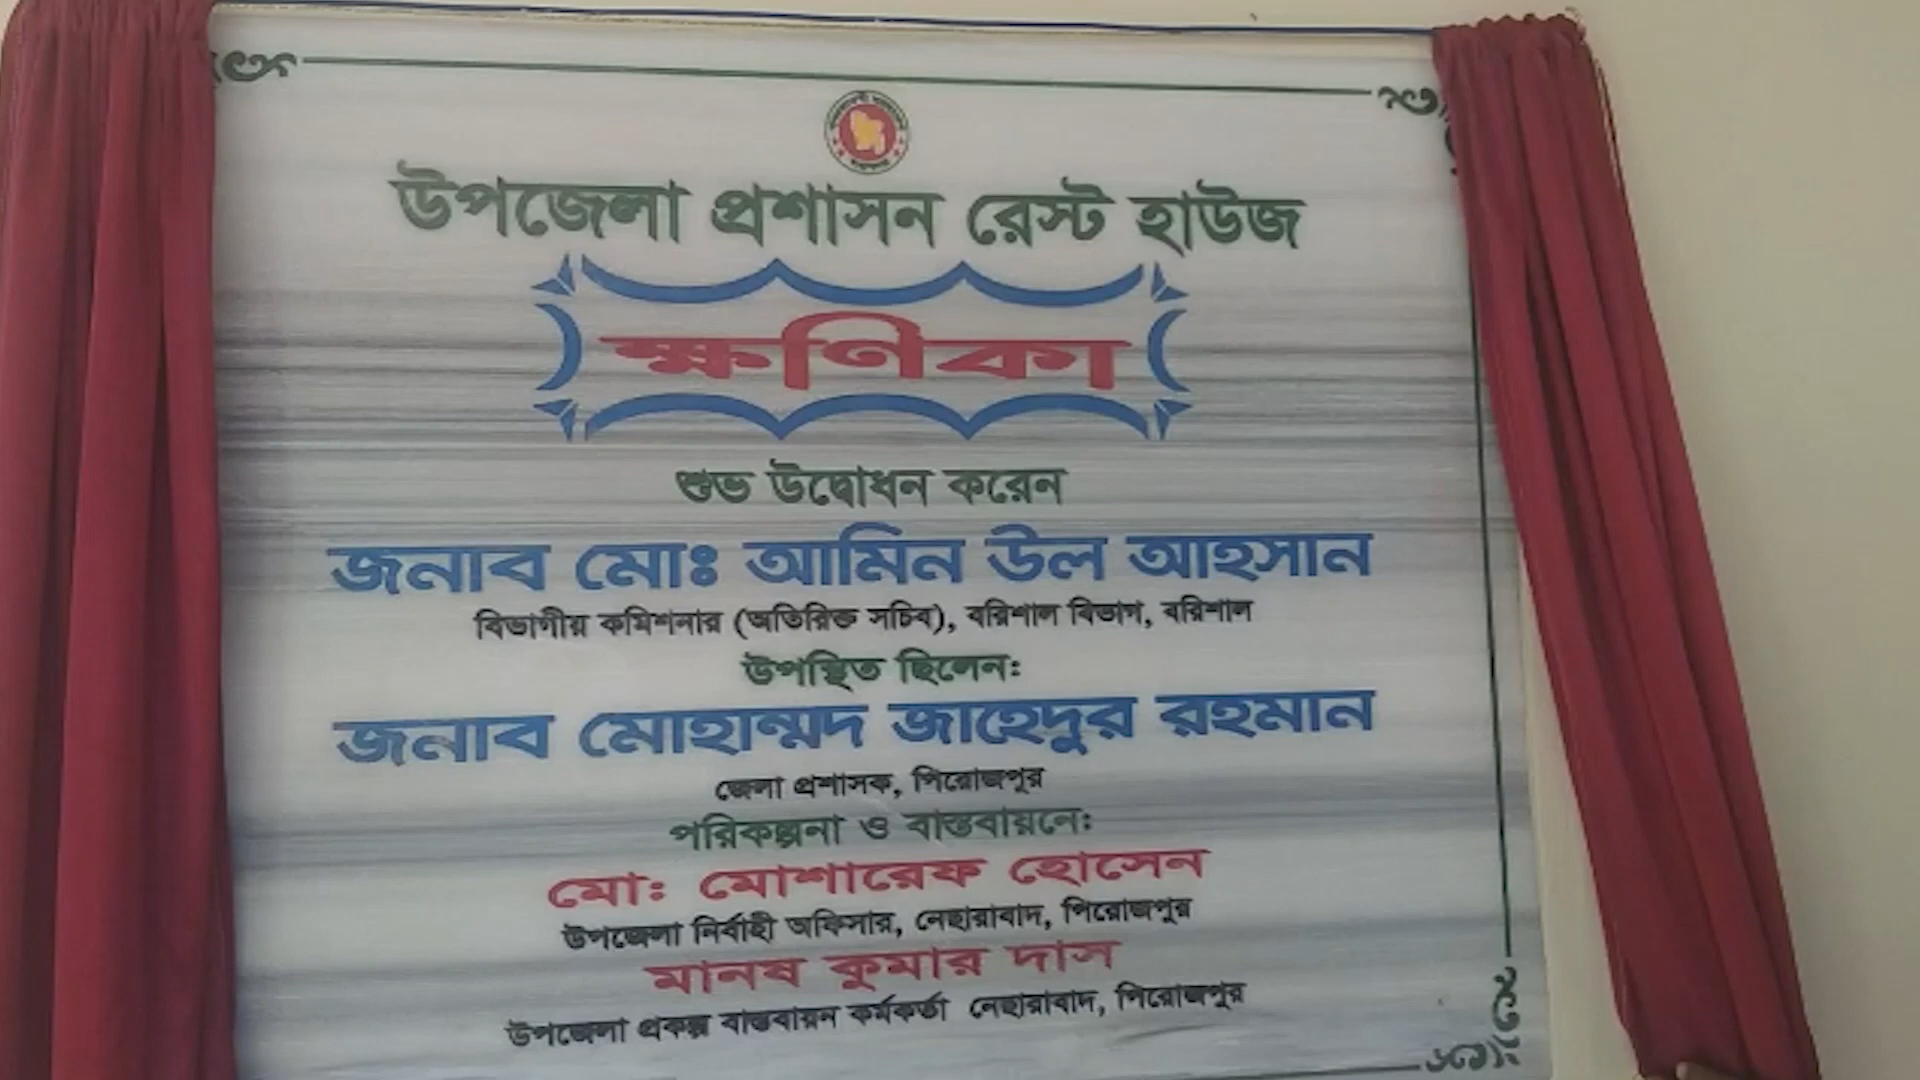 উপজেলা প্রশাসন রেস্ট হাউজ
ক্ষণিকা
শুভ উদ্বোধন করেন
জনাব মোঃ আমিন উল আহসান
বিভাগীয় কমিশনার (অতিরিক্ত সচিব), বরিশাল বিভাগ, বরিশাল
উপস্থিত ছিলেন:
জনাব মোহাম্মদ জাহেদুর রহমান
জেলা প্রশাসক, পিরোজপুর
পরিকল্পনা ও বাস্তবায়নে:
মো: মোশারেফ হোসেন
উপজেলা নির্বাহী অফিসার, নেছারাবাদ, পিরোজপুর
মানষ কুমার দাস
উপজেলা প্রকল্প বাস্তবায়ন কর্মকর্তা নেছারাবাদ, পিরোজপুর